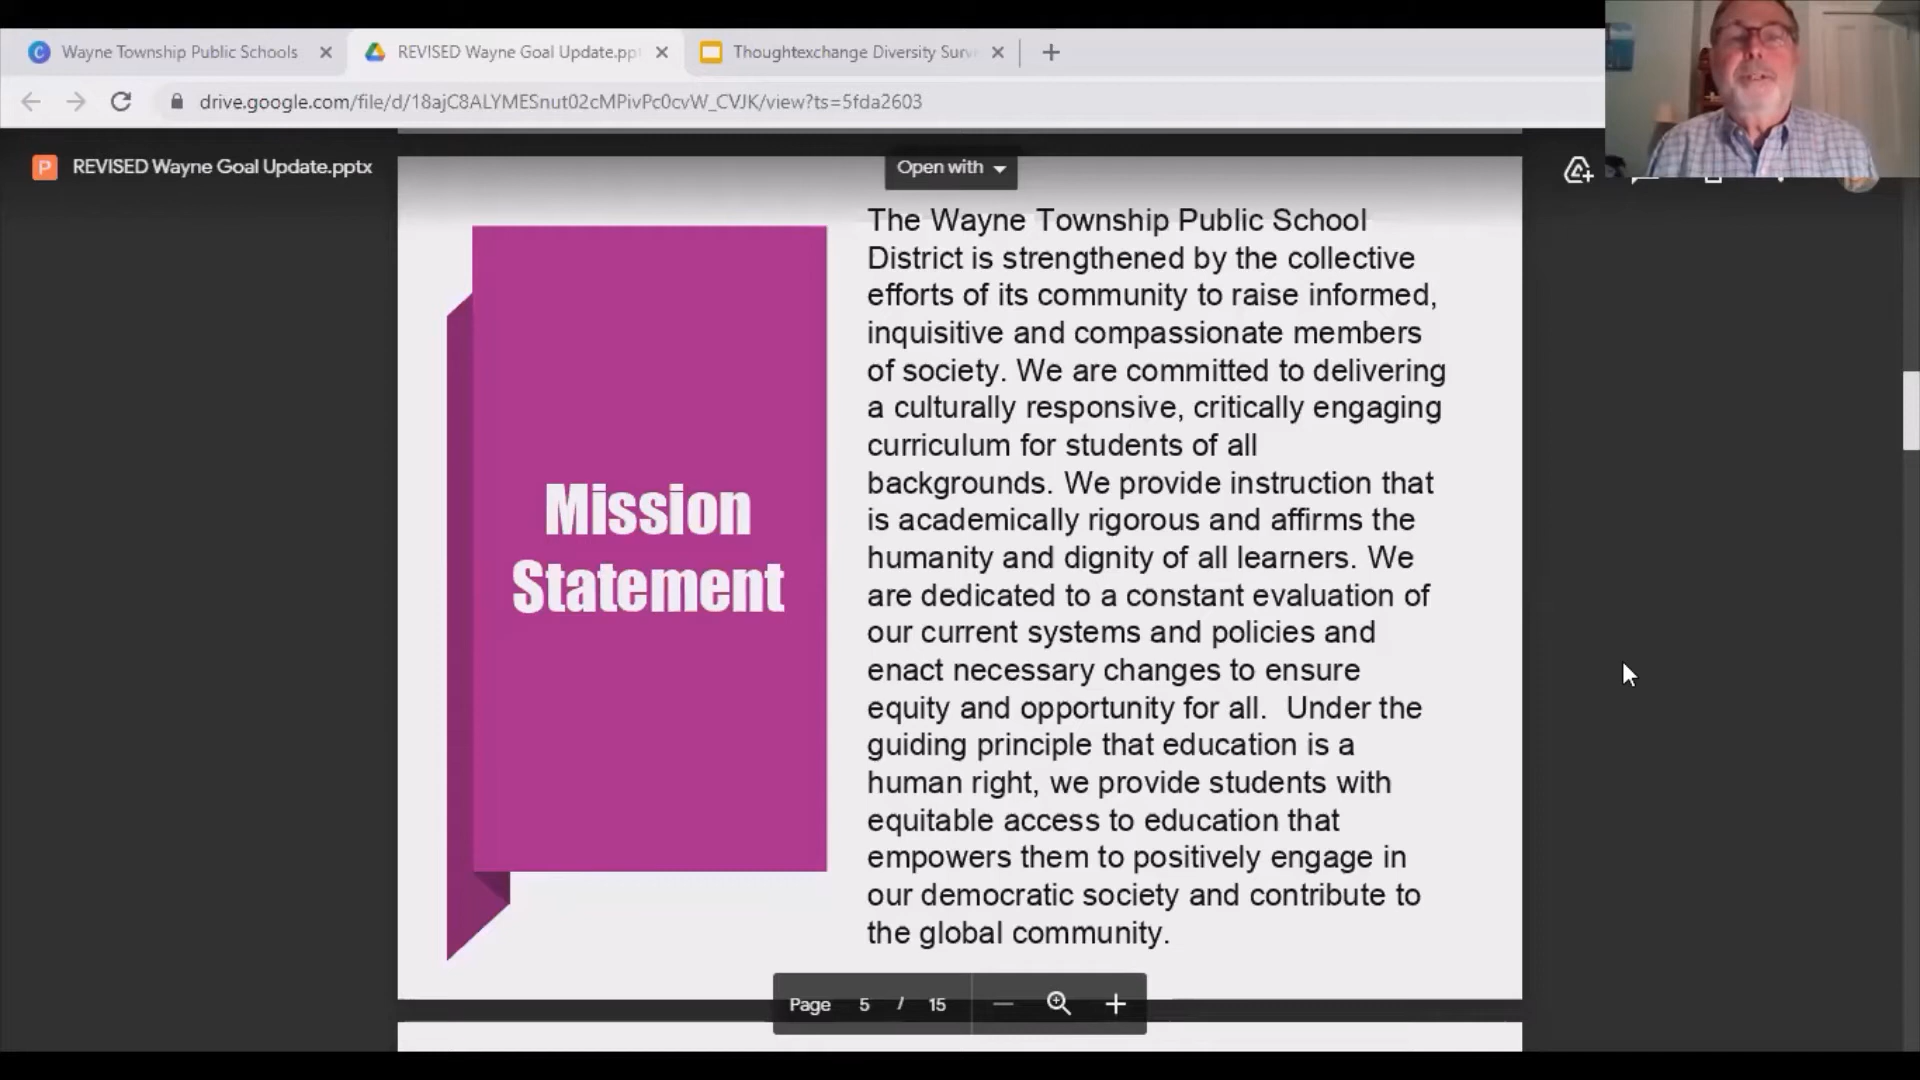 Wayne Township Public Schools
REVISED Wayne Goal Update.pp
Thoughtexchange Diversity Surv
drive.google.com/file/d/18ajC8ALYMESnut02cMPivPc0cvW_CVJK/view?ts=5fda2603
P REVISED Wayne Goal Update.pptx
Open with
Mission
Statement
The Wayne Township Public School
District is strengthened by the collective
efforts of its community to raise informed,
inquisitive and compassionate members
of society. We are committed to delivering
a culturally responsive, critically engaging
curriculum for students of all
backgrounds. We provide instruction that
is academically rigorous and affirms the
humanity and dignity of all learners. We
are dedicated to a constant evaluation of
our current systems and policies and
enact necessary changes to ensure
equity and opportunity for all.  Under the
guiding principle that education is a
human right, we provide students with
equitable access to education that
empowers them to positively engage in
our democratic society and contribute to
the global community.
Page 5 / 15